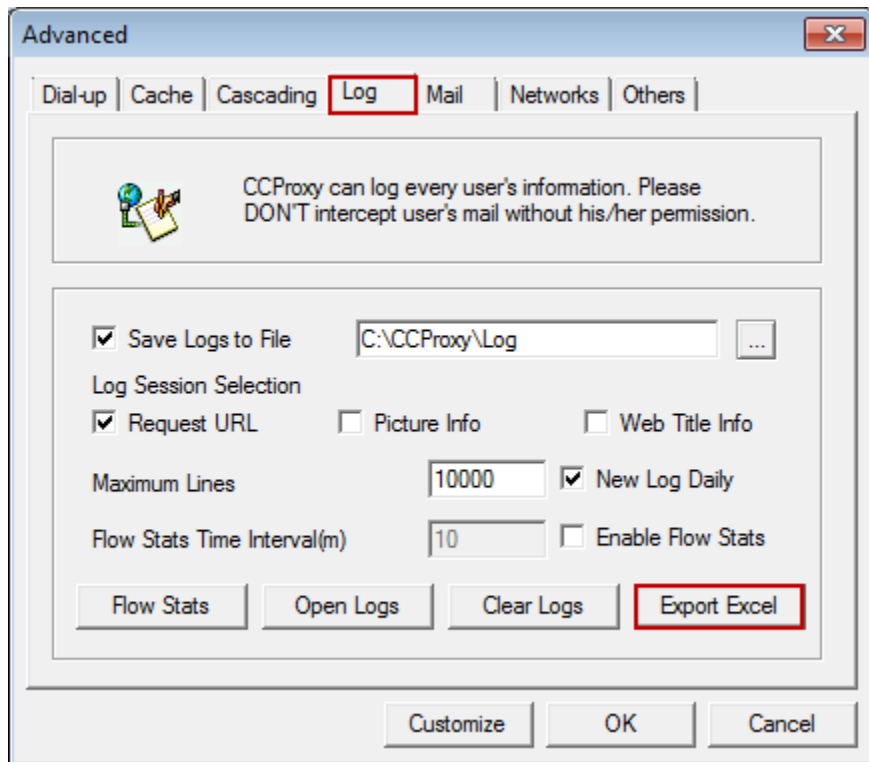 Advanced
Dial-up Cache Cascading Log Mail Networks Others
CCProxy can log every user's information. Please
DON'T intercept user's mail without his/her permission.
Save Logs to File C:\CCProxy\Log ...
Log Session Selection
Request URL Picture Info Web Title Info
Maximum Lines 10000 New Log Daily
Flow Stats Time Interval(m) 10 Enable Flow Stats
Flow Stats Open Logs Clear Logs Export Excel
Customize OK Cancel